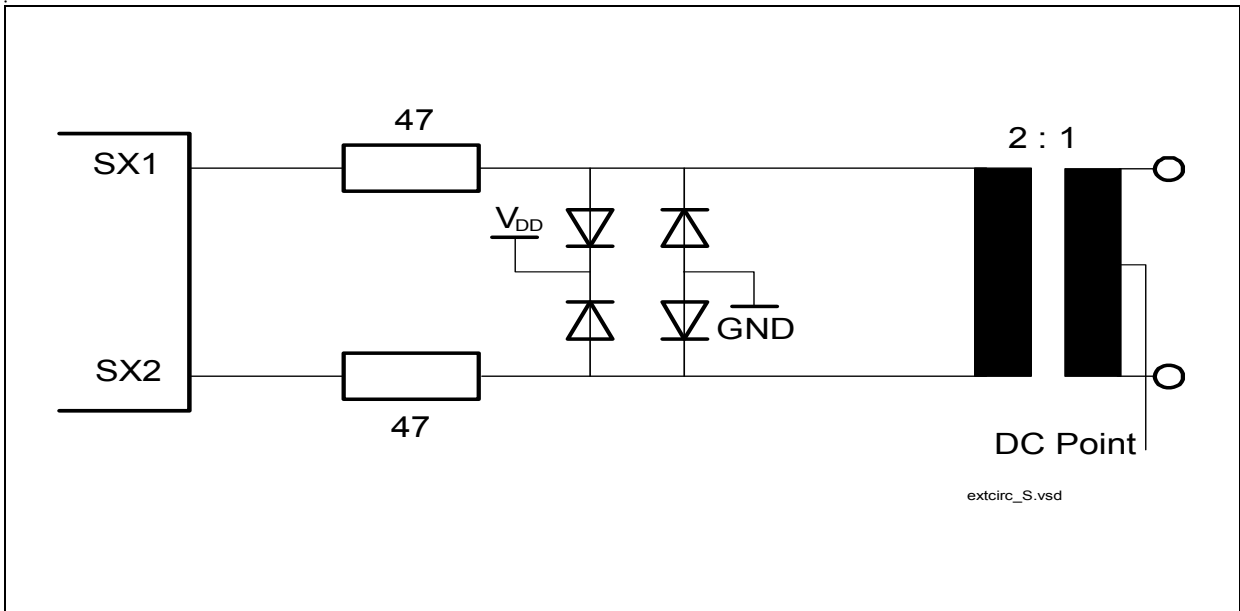 47
2 : 1
SX1
VDD
GND
SX2
47
DC Point
extcirc_S.vsd